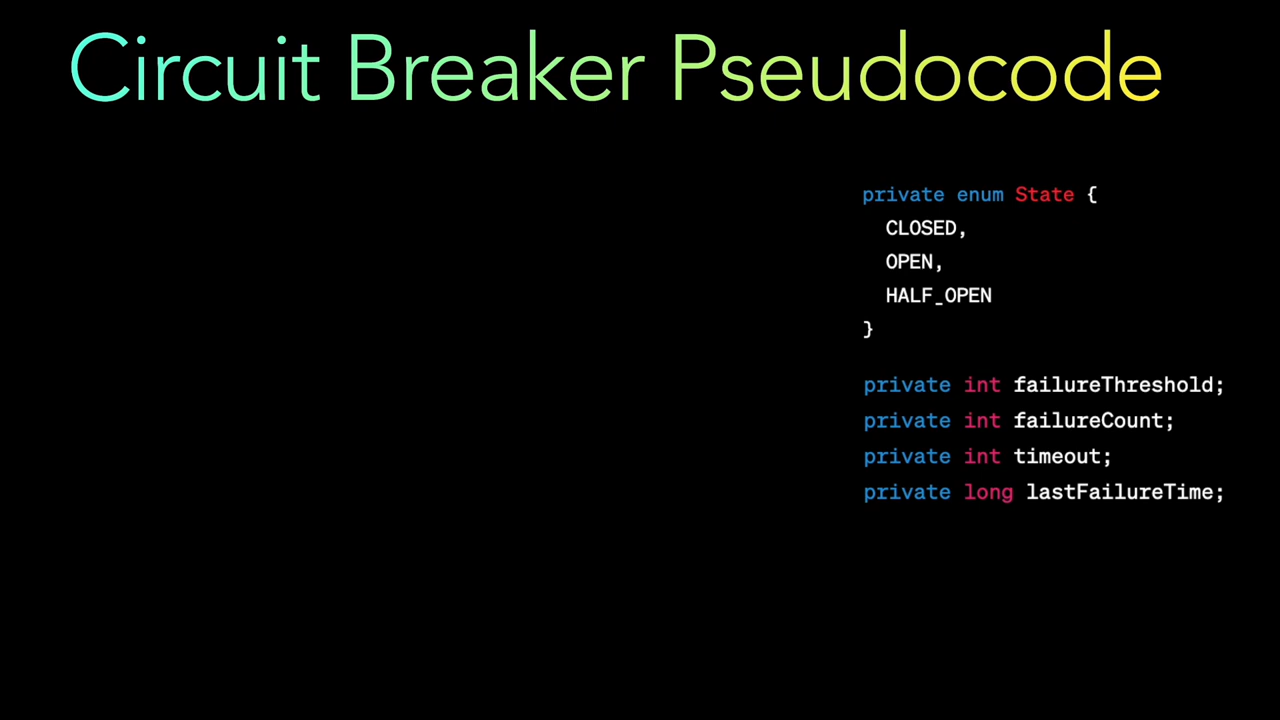 Circuit Breaker Pseudocode
private enum State {
CLOSED,
OPEN,
HALF_OPEN
}
private int failureThreshold;
private int failureCount;
private int timeout;
private long lastFailureTime;